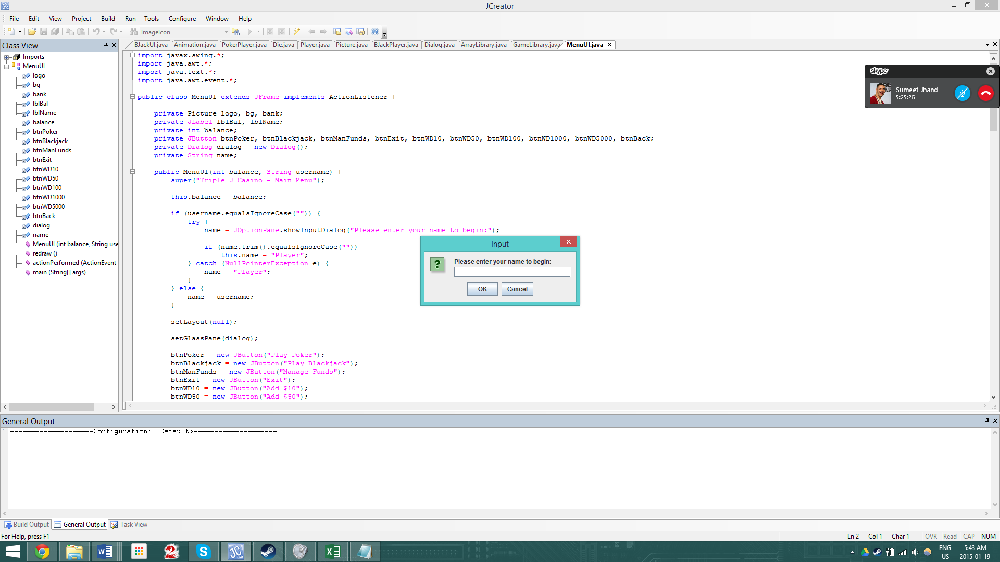 JCreator
File Edit View Project Build Run Tools Configure Window Help
ImageIcon
Class View
BJackUI.java Animation.java PokerPlayer.java Die.java Player.java Picture.java BJackPlayer.java Dialog.java ArrayLibrary.java GameLibrary.java MenuUI.java
Imports
MenuUI
logo
bg
bank
lblBal
lblName
balance
btnPoker
btnBlackjack
btnManFunds
btnExit
btnWD10
btnWD50
btnWD100
btnWD1000
btnWD5000
btnBack
dialog
name
MenuUI (int balance, String use
redraw ()
actionPerformed (ActionEvent
main (String[] args)
import javax.swing.*;
import java.awt.*;
import java.text.*;
import java.awt.event.*;
public class MenuUI extends JFrame implements ActionListener {
private Picture logo, bg, bank;
private JLabel lblBal, lblName;
private int balance;
private JButton btnPoker, btnBlackjack, btnManFunds, btnExit, btnWD10, btnWD50, btnWD100, btnWD1000, btnWD5000, btnBack;
private Dialog dialog = new Dialog();
private String name;
public MenuUI(int balance, String username) {
super("Triple J Casino - Main Menu");
this.balance = balance;
if (username.equalsIgnoreCase("")) {
try {
name = JOptionPane.showInputDialog("Please enter your name to begin:");
if (name.trim().equalsIgnoreCase(""))
this.name = "Player";
} catch (NullPointerException e) {
name = "Player";
}
} else {
name = username;
}
setLayout(null);
setGlassPane(dialog);
btnPoker = new JButton("Play Poker");
btnBlackjack = new JButton("Play Blackjack");
btnManFunds = new JButton("Manage Funds");
btnExit = new JButton("Exit");
btnWD10 = new JButton("Add $10");
btnWD50 = new JButton("Add $50");
skype
Sumeet Jhand
5:25:26
Input
Please enter your name to begin:
OK Cancel
General Output
1 --------------------Configuration: <Default>--------------------
2
Build Output General Output Task View
For Help, press F1 Ln 2 Col 1 Char 1 OVR Read CAP NUM
ENG 5:43 AM
US 2015-01-19